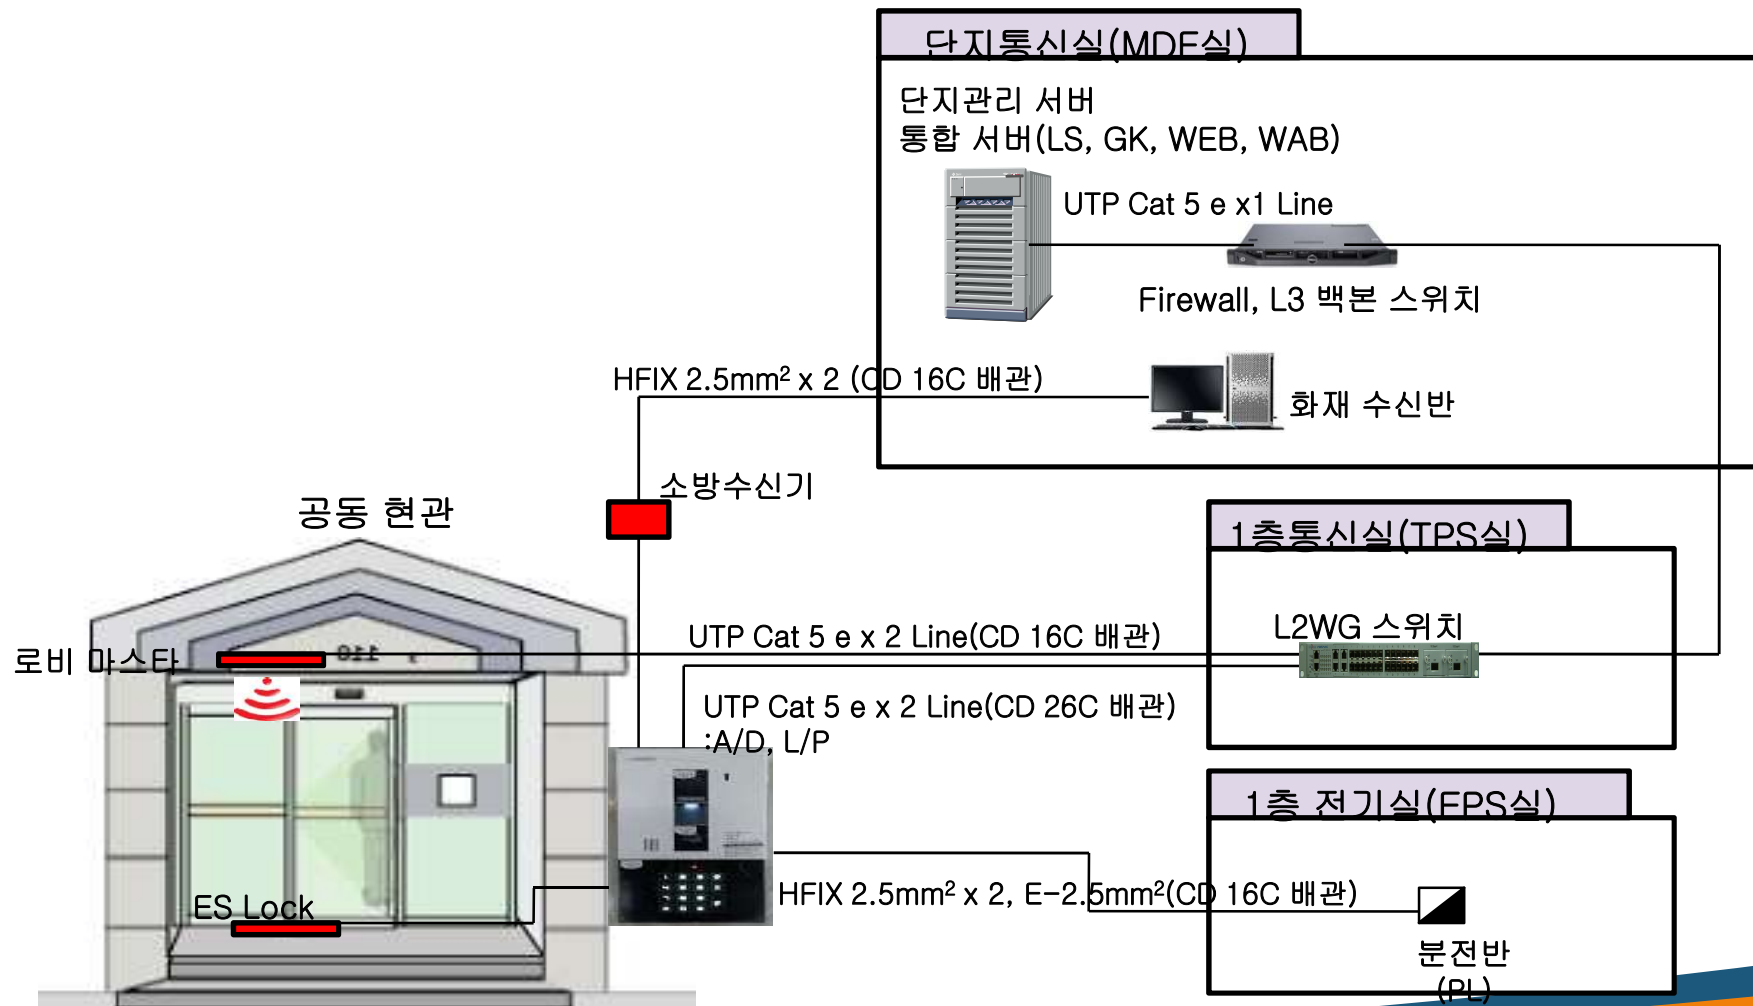 단지통신실(MDF실)
단지관리 서버
통합 서버(LS, GK, WEB, WAB)
UTP Cat 5 e x1 Line
Firewall, L3 백본 스위치
HFIX 2.5mm² x 2 (CD 16C 배관)
화재 수신반
소방수신기
공동 현관
1층통신실(TPS실)
L2WG 스위치
UTP Cat 5 e x 2 Line(CD 16C 배관)
로비 마스타
110
UTP Cat 5 e x 2 Line(CD 26C 배관)
:A/D, L/P
1층 전기실(EPS실)
HFIX 2.5mm² x 2, E-2.5mm²(CD 16C 배관)
ES Lock
분전반
(PL)